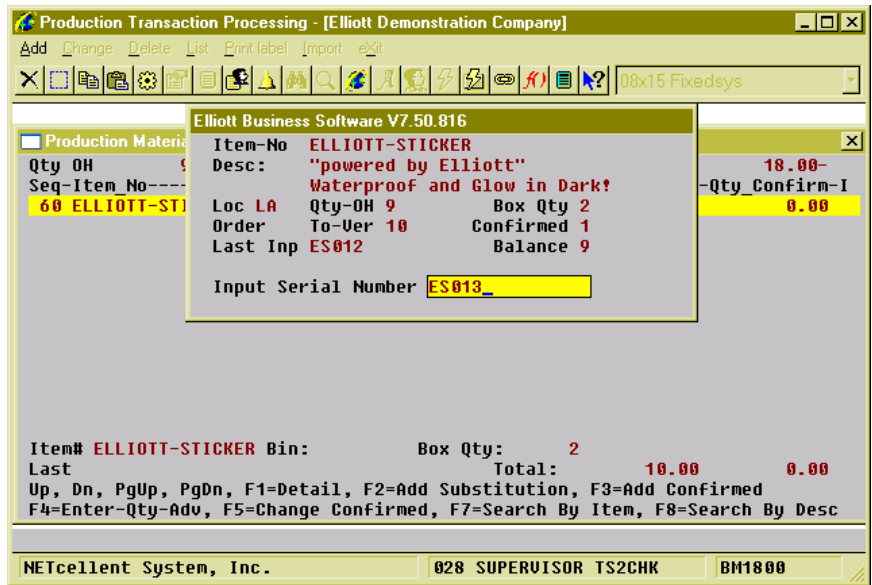 Production Transaction Processing - [Elliott Demonstration Company]
Add Change Delete List Print label Import eXit
08x15 Fixedsys
Elliott Business Software V7.50.816
Production Materia
Item-No ELLIOTT-STICKER
Qty OH 9 Desc: "powered by Elliott" 18.00-
Seq-Item_No---- Waterproof and Glow in Dark! -Qty_Confirm-I
60 ELLIOTT-STI Loc LA Qty-OH 9 Box Qty 2 0.00
Order To-Ver 10 Confirmed 1
Last Inp ES012 Balance 9
Input Serial Number ES013_
Item# ELLIOTT-STICKER Bin: Box Qty: 2
Last Total: 10.00 0.00
Up, Dn, PgUp, PgDn, F1=Detail, F2=Add Substitution, F3=Add Confirmed
F4=Enter-Qty-Adv, F5=Change Confirmed, F7=Search By Item, F8=Search By Desc
NETcellent System, Inc. 028 SUPERVISOR TS2CHK BM1800